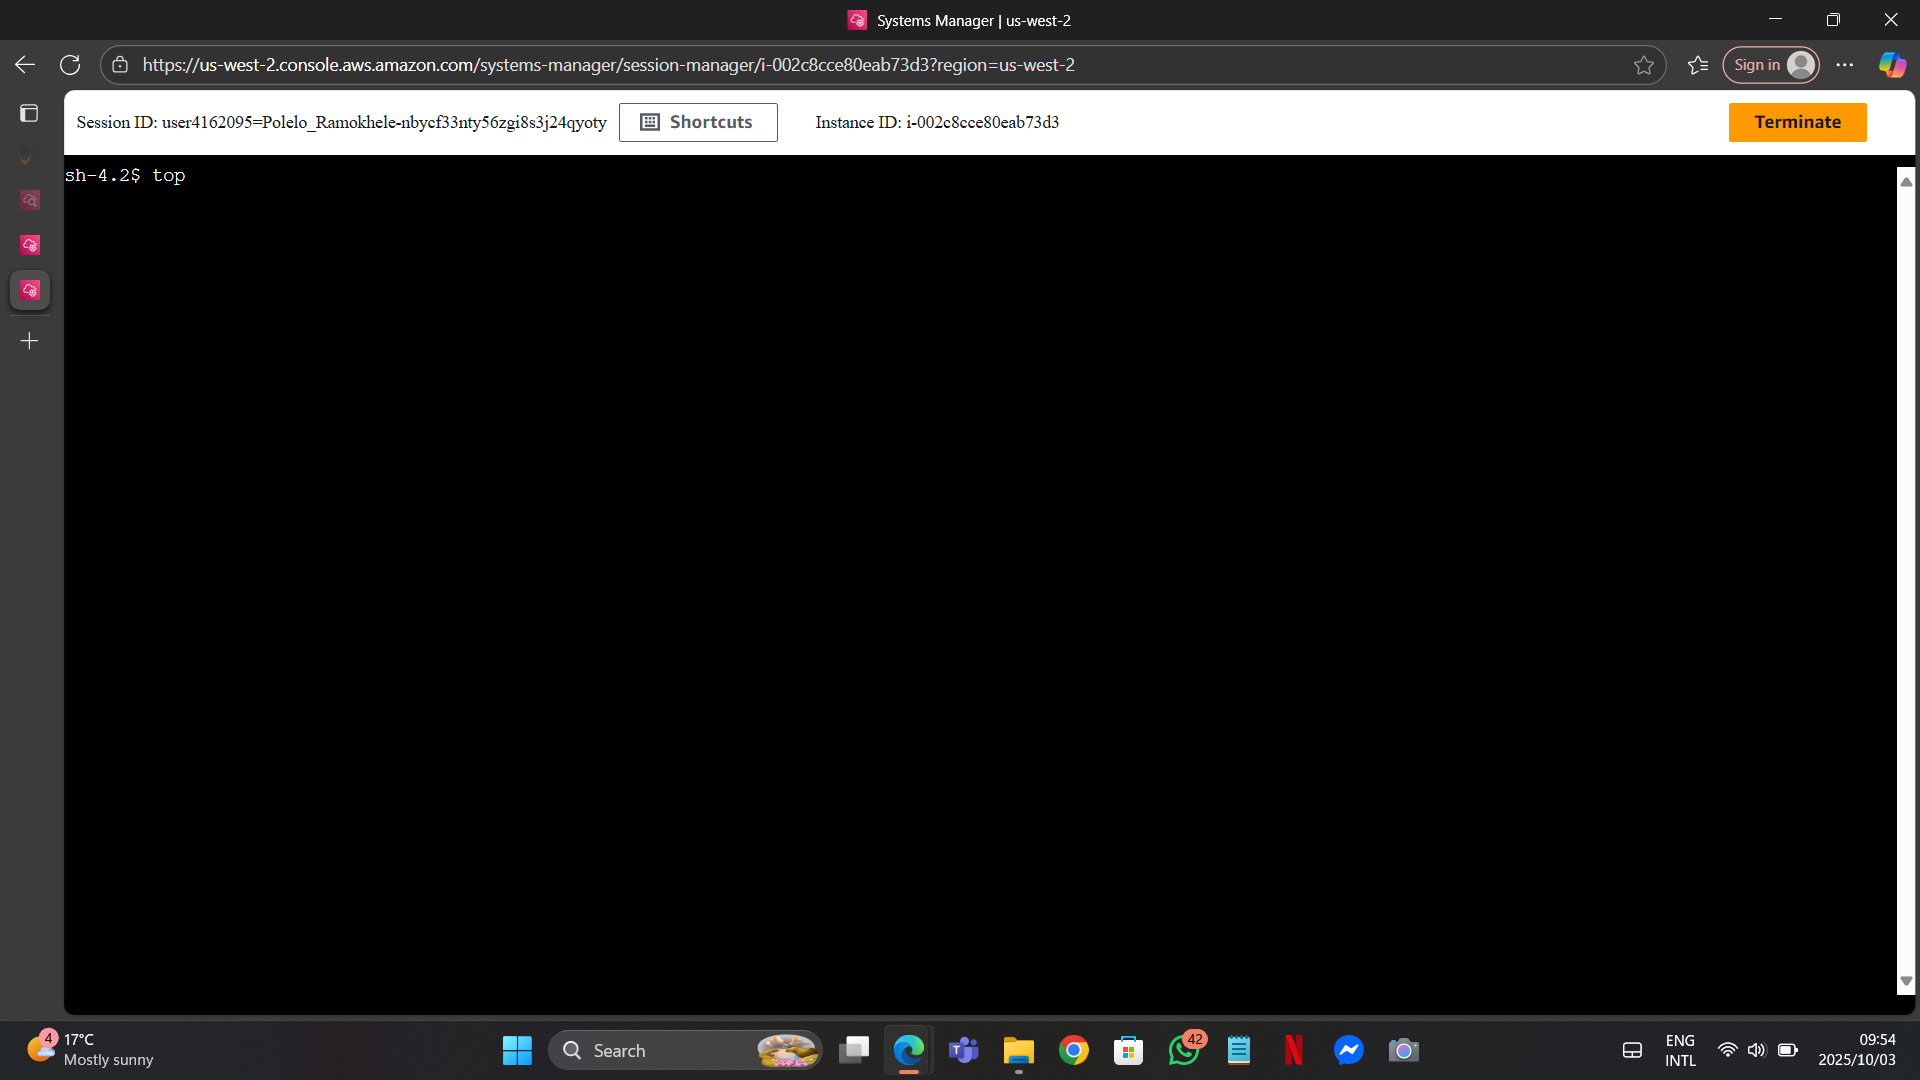 Systems Manager | us-west-2
https://us-west-2.console.aws.amazon.com/systems-manager/session-manager/i-002c8cce80eab73d3?region=us-west-2
Sign in
Session ID: user4162095=Polelo_Ramokhele-nbycf33nty56zgi8s3j24qyoty
Shortcuts
Instance ID: i-002c8cce80eab73d3
Terminate
sh-4.2$ top
4
17°C
Mostly sunny
Search
42
ENG
INTL
09:54
2025/10/03